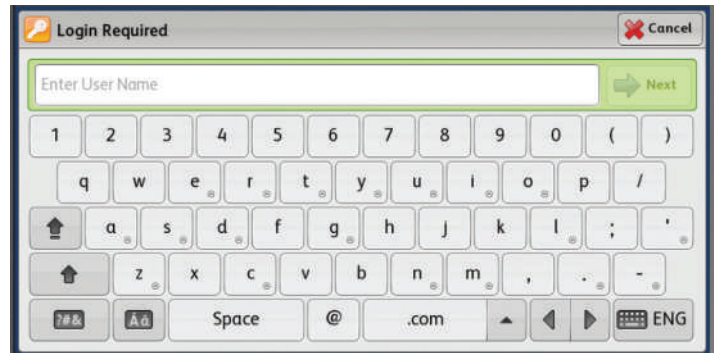 Login Required Cancel
Enter User Name Next
1 2 3 4 5 6 7 8 9 0 ( )
q w e r t y u i o p /
a s d f g h j k l ; '
z x c v b n m , . -
?#& Áá Space @ .com ENG